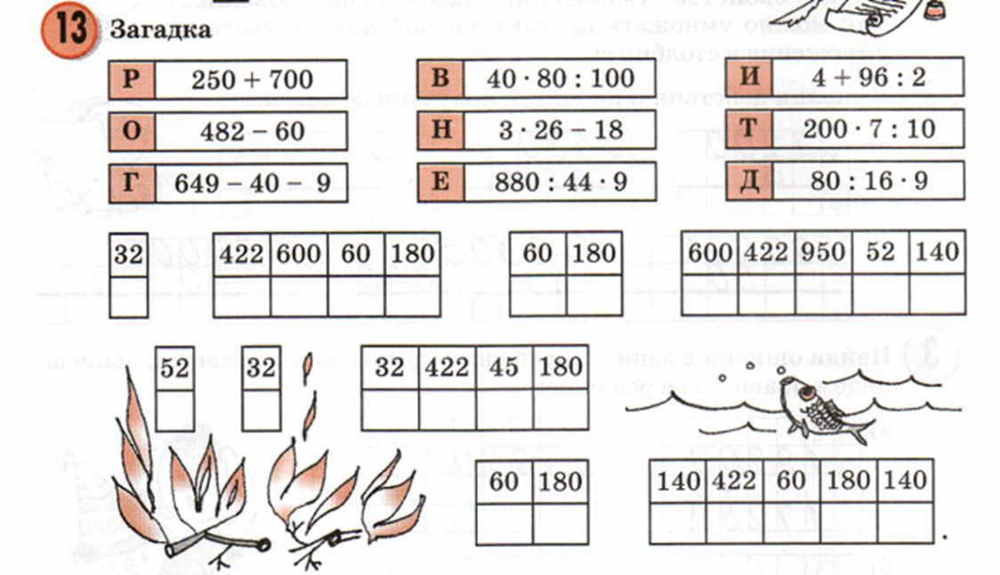 13 Загадка
Р 250 + 700 В 40 · 80 : 100 И 4 + 96 : 2
О 482 – 60 Н 3 · 26 – 18 Т 200 · 7 : 10
Г 649 – 40 – 9 Е 880 : 44 · 9 Д 80 : 16 · 9
32 422 600 60 180 60 180 600 422 950 52 140
52 32 32 422 45 180
60 180 140 422 60 180 140 .